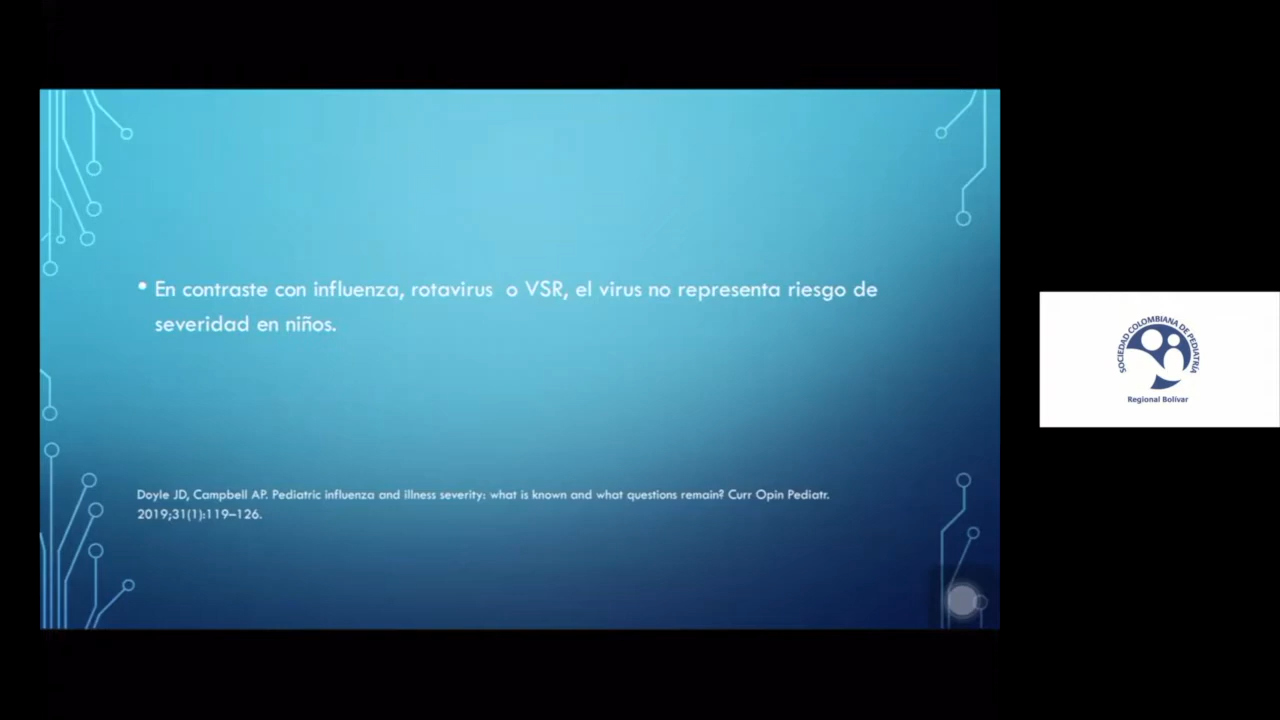 • En contraste con influenza, rotavirus o VSR, el virus no representa riesgo de
severidad en niños.
Doyle JD, Campbell AP. Pediatric influenza and illness severity: what is known and what questions remain? Curr Opin Pediatr.
2019;31(1):119–126.
SOCIEDAD COLOMBIANA DE PEDIATRÍA
Regional Bolívar